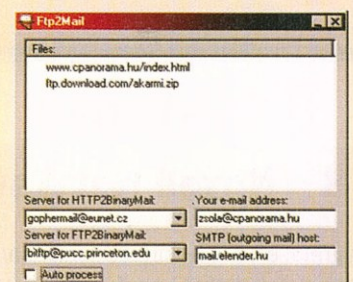 Ftp2Mail
Files:
www.cpanorama.hu/index.html
ftp.download.com/akarmi.zip
Server for HTTP2BinaryMail:
Your e-mail address:
gophermail@eunet.cz
zsola@cpanorama.hu
Server for FTP2BinaryMail:
SMTP (outgoing mail) host:
bitftp@pucc.princeton.edu
mail.elender.hu
Auto process